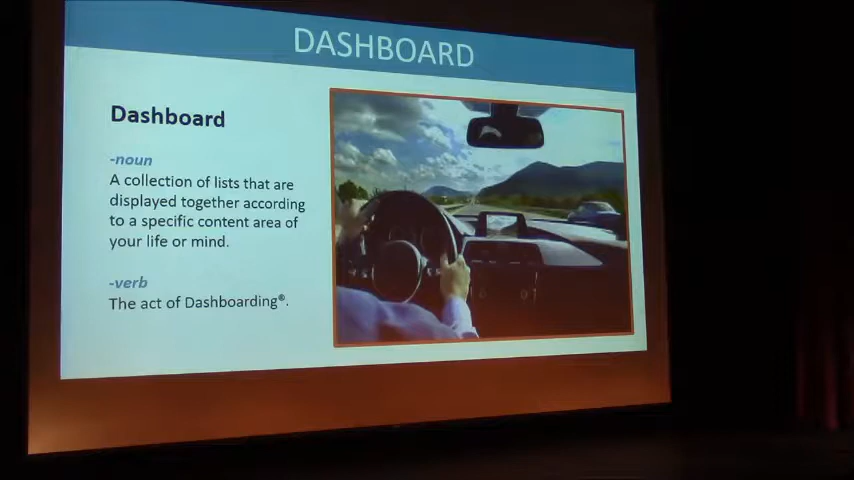 DASHBOARD
Dashboard
-noun
A collection of lists that are
displayed together according
to a specific content area of
your life or mind.
-verb
The act of Dashboarding®.